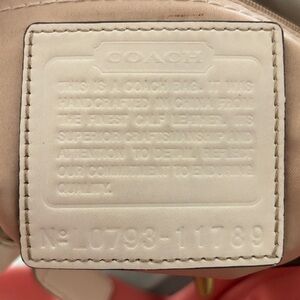 COACH
THIS IS A COACH BAG. IT WAS
HANDCRAFTED IN CHINA FROM
THE FINEST CALF LEATHER. ITS
SUPERIOR CRAFTSMANSHIP AND
ATTENTION TO DETAIL REFLECT
OUR COMMITMENT TO ENDURING
QUALITY.
Nº L0793-11789